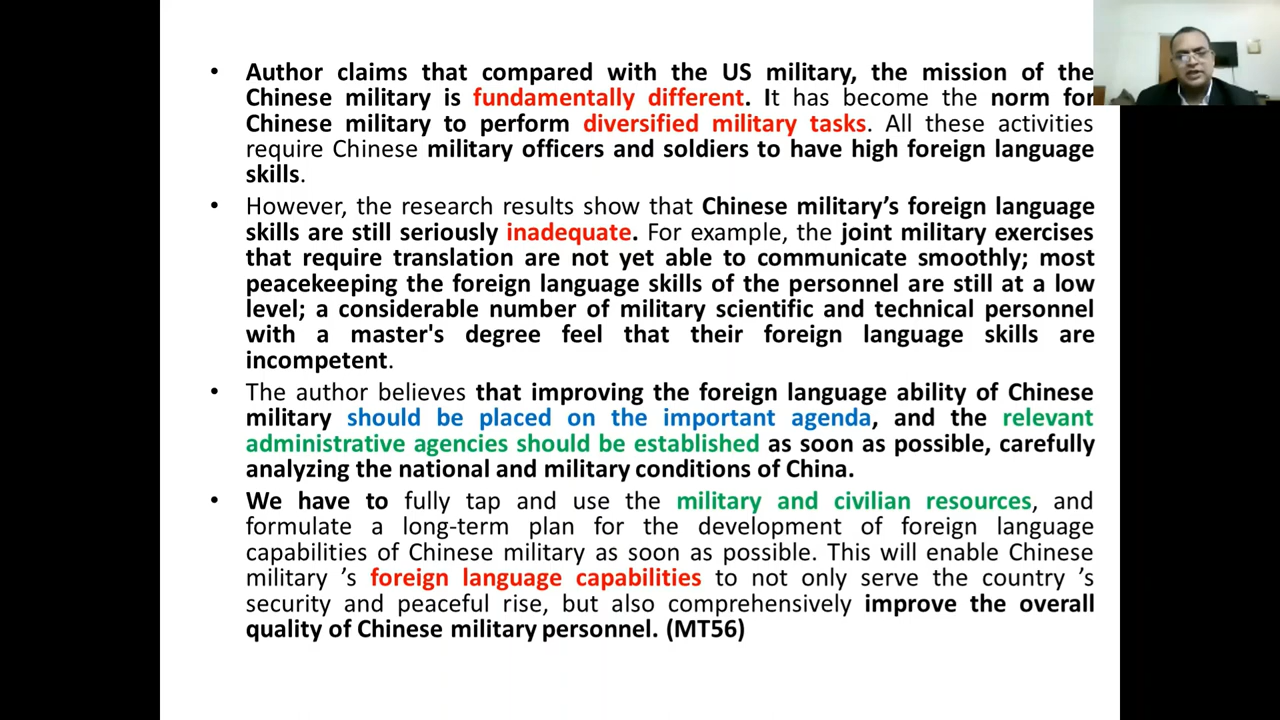 • Author claims that compared with the US military, the mission of the
Chinese military is fundamentally different. It has become the norm for
Chinese military to perform diversified military tasks. All these activities
require Chinese military officers and soldiers to have high foreign language
skills.
• However, the research results show that Chinese military’s foreign language
skills are still seriously inadequate. For example, the joint military exercises
that require translation are not yet able to communicate smoothly; most
peacekeeping the foreign language skills of the personnel are still at a low
level; a considerable number of military scientific and technical personnel
with a master's degree feel that their foreign language skills are
incompetent.
• The author believes that improving the foreign language ability of Chinese
military should be placed on the important agenda, and the relevant
administrative agencies should be established as soon as possible, carefully
analyzing the national and military conditions of China.
• We have to fully tap and use the military and civilian resources, and
formulate a long-term plan for the development of foreign language
capabilities of Chinese military as soon as possible. This will enable Chinese
military ’s foreign language capabilities to not only serve the country ’s
security and peaceful rise, but also comprehensively improve the overall
quality of Chinese military personnel. (MT56)